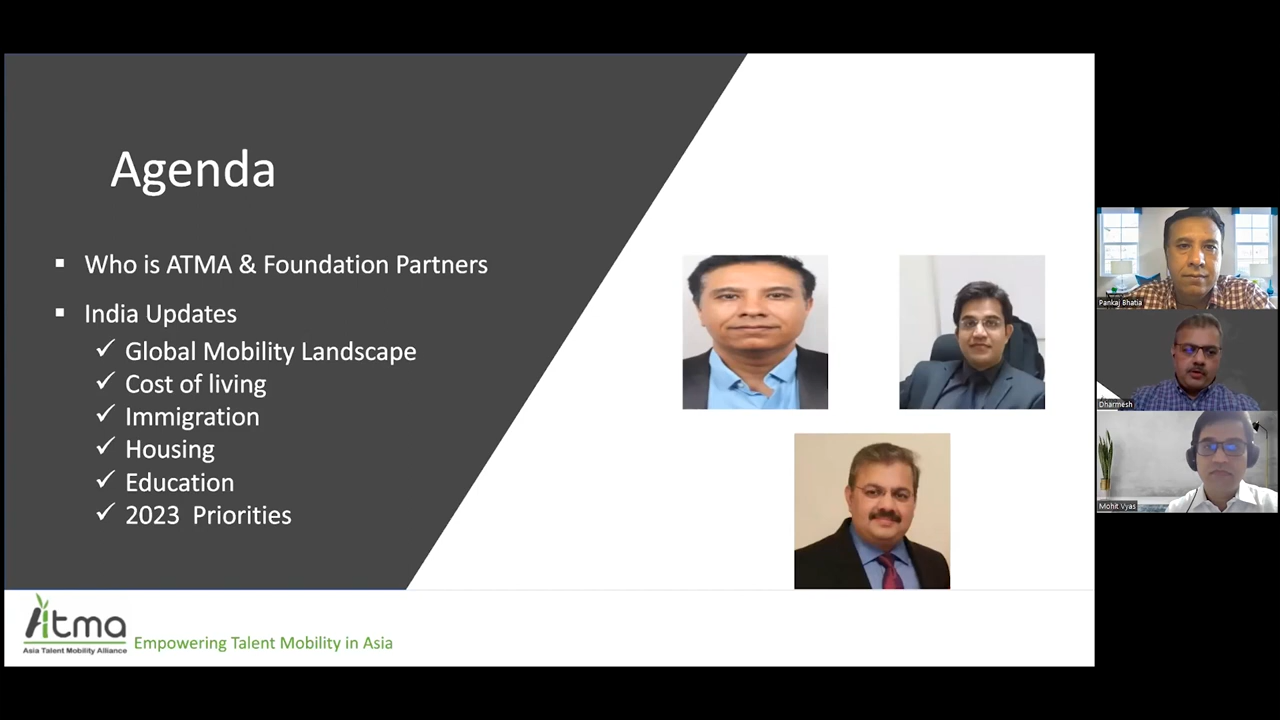 Agenda
Who is ATMA & Foundation Partners
India Updates
Global Mobility Landscape
Cost of living
Immigration
Housing
Education
2023 Priorities
Atma
Asia Talent Mobility Alliance
Empowering Talent Mobility in Asia
Pankaj Bhatia
Dharmesh
Mohit Vyas